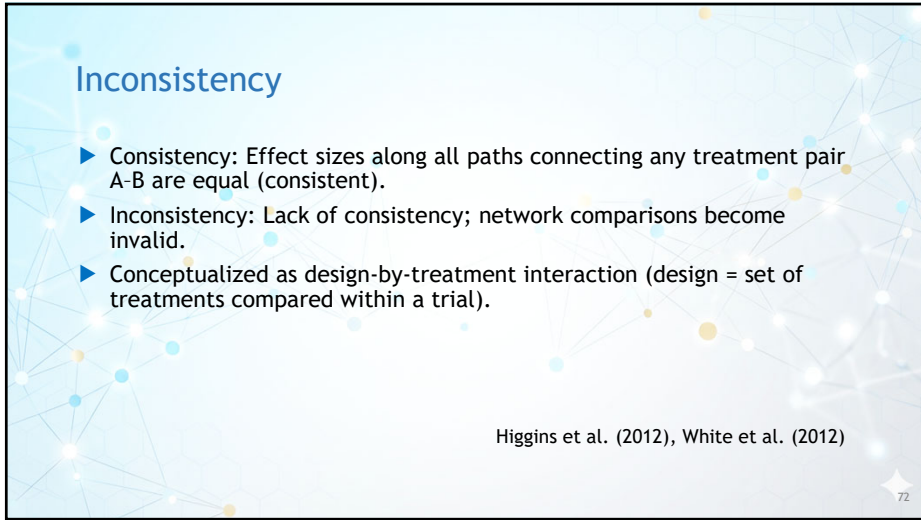 Inconsistency
▶ Consistency: Effect sizes along all paths connecting any treatment pair
A–B are equal (consistent).
▶ Inconsistency: Lack of consistency; network comparisons become
invalid.
▶ Conceptualized as design-by-treatment interaction (design = set of
treatments compared within a trial).
Higgins et al. (2012), White et al. (2012)
72